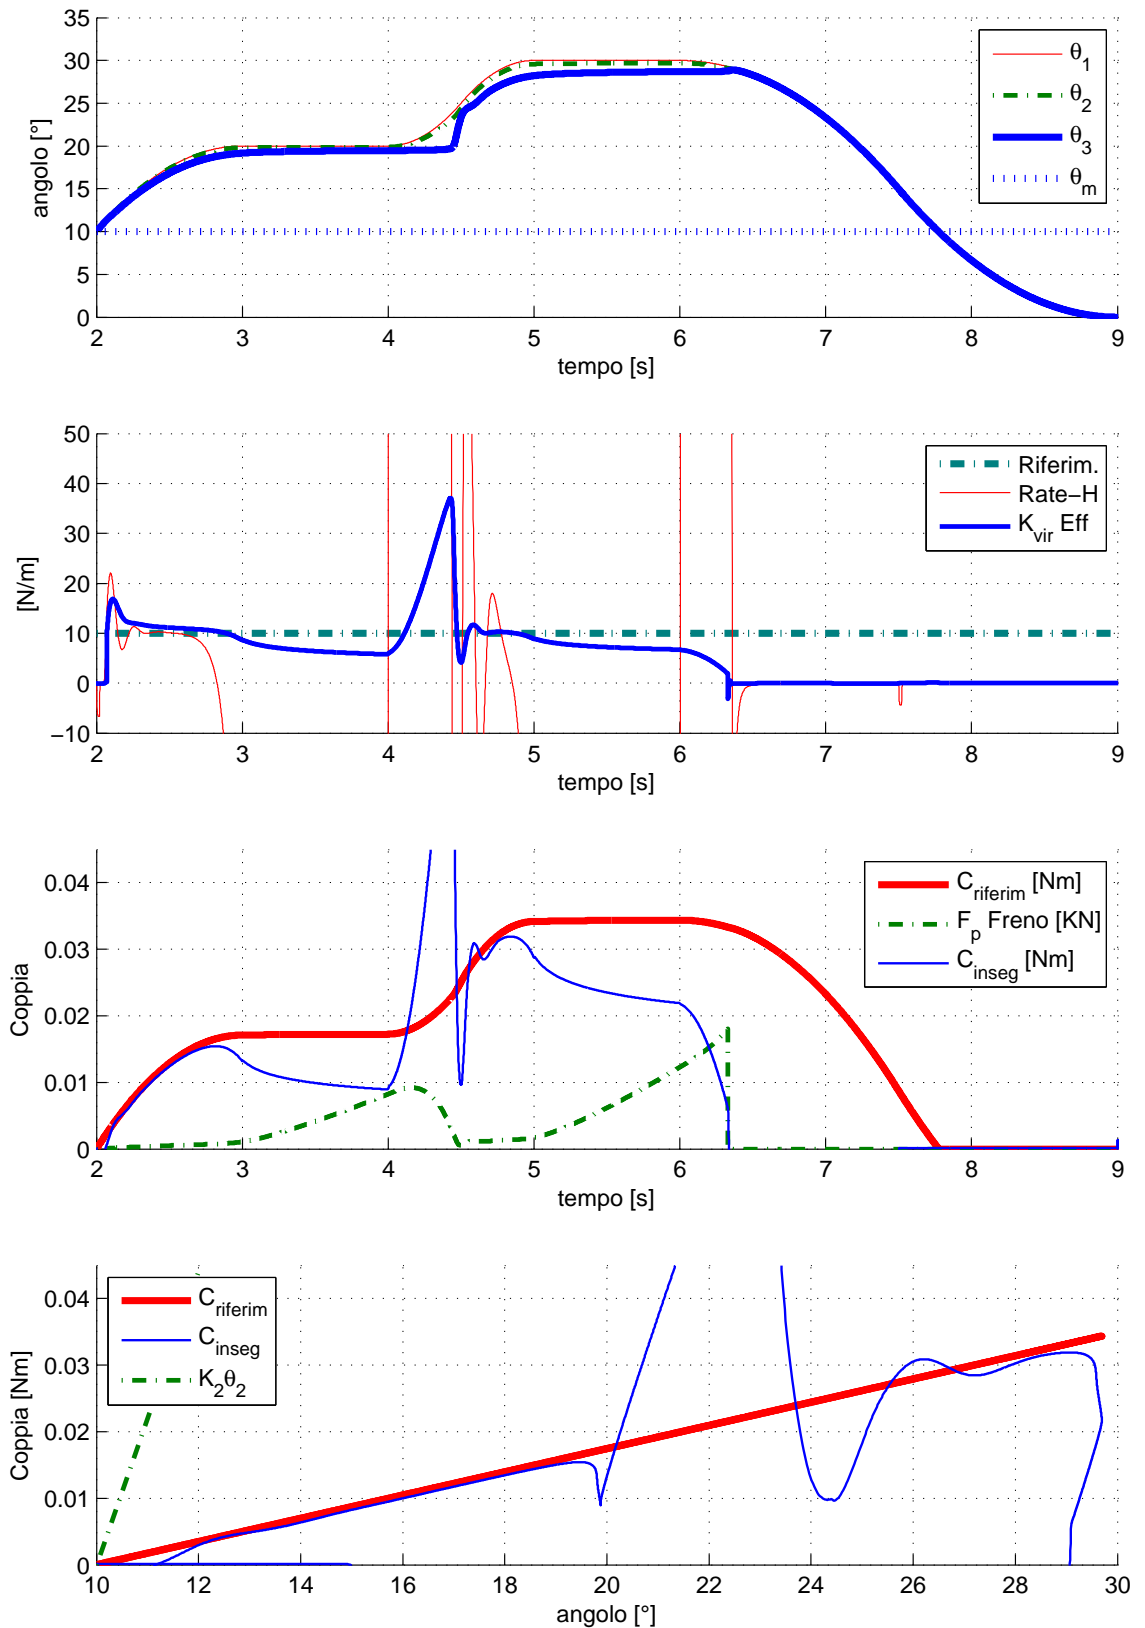 35
30
25
20
15
10
5
0
angolo [°]
θ1
θ2
θ3
θm
2 3 4 5 6 7 8 9
tempo [s]
50
40
30
20
10
0
−10
[N/m]
Riferim.
Rate−H
Kvir Eff
2 3 4 5 6 7 8 9
tempo [s]
0.04
0.03
0.02
0.01
0
Coppia
Criferim [Nm]
Fp Freno [KN]
Cinseg [Nm]
2 3 4 5 6 7 8 9
tempo [s]
0.04
0.03
0.02
0.01
0
Coppia [Nm]
Criferim
Cinseg
K2θ2
10 12 14 16 18 20 22 24 26 28 30
angolo [°]